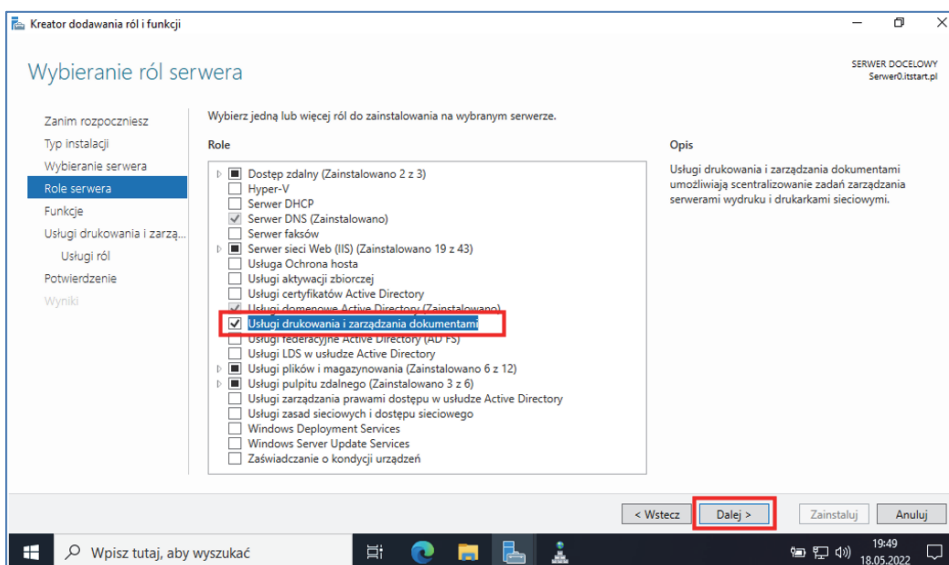 Kreator dodawania ról i funkcji
Wybieranie ról serwera
SERWER DOCELOWY
Serwer0.itstart.pl
Zanim rozpoczniesz
Typ instalacji
Wybieranie serwera
Role serwera
Funkcje
Usługi drukowania i zarzą...
Usługi ról
Potwierdzenie
Wyniki
Wybierz jedną lub więcej ról do zainstalowania na wybranym serwerze.
Role
Dostęp zdalny (Zainstalowano 2 z 3)
Hyper-V
Serwer DHCP
Serwer DNS (Zainstalowano)
Serwer faksów
Serwer sieci Web (IIS) (Zainstalowano 19 z 43)
Usługa Ochrona hosta
Usługi aktywacji zbiorczej
Usługi certyfikatów Active Directory
Usługi domenowe Active Directory (Zainstalowano)
Usługi drukowania i zarządzania dokumentami
Usługi federacyjne Active Directory (AD FS)
Usługi LDS w usłudze Active Directory
Usługi plików i magazynowania (Zainstalowano 6 z 12)
Usługi pulpitu zdalnego (Zainstalowano 3 z 6)
Usługi zarządzania prawami dostępu w usłudze Active Directory
Usługi zasad sieciowych i dostępu sieciowego
Windows Deployment Services
Windows Server Update Services
Zaświadczanie o kondycji urządzeń
Opis
Usługi drukowania i zarządzania dokumentami
umożliwiają scentralizowanie zadań zarządzania
serwerami wydruku i drukarkami sieciowymi.
< Wstecz
Dalej >
Zainstaluj
Anuluj
Wpisz tutaj, aby wyszukać
19:49
18.05.2022